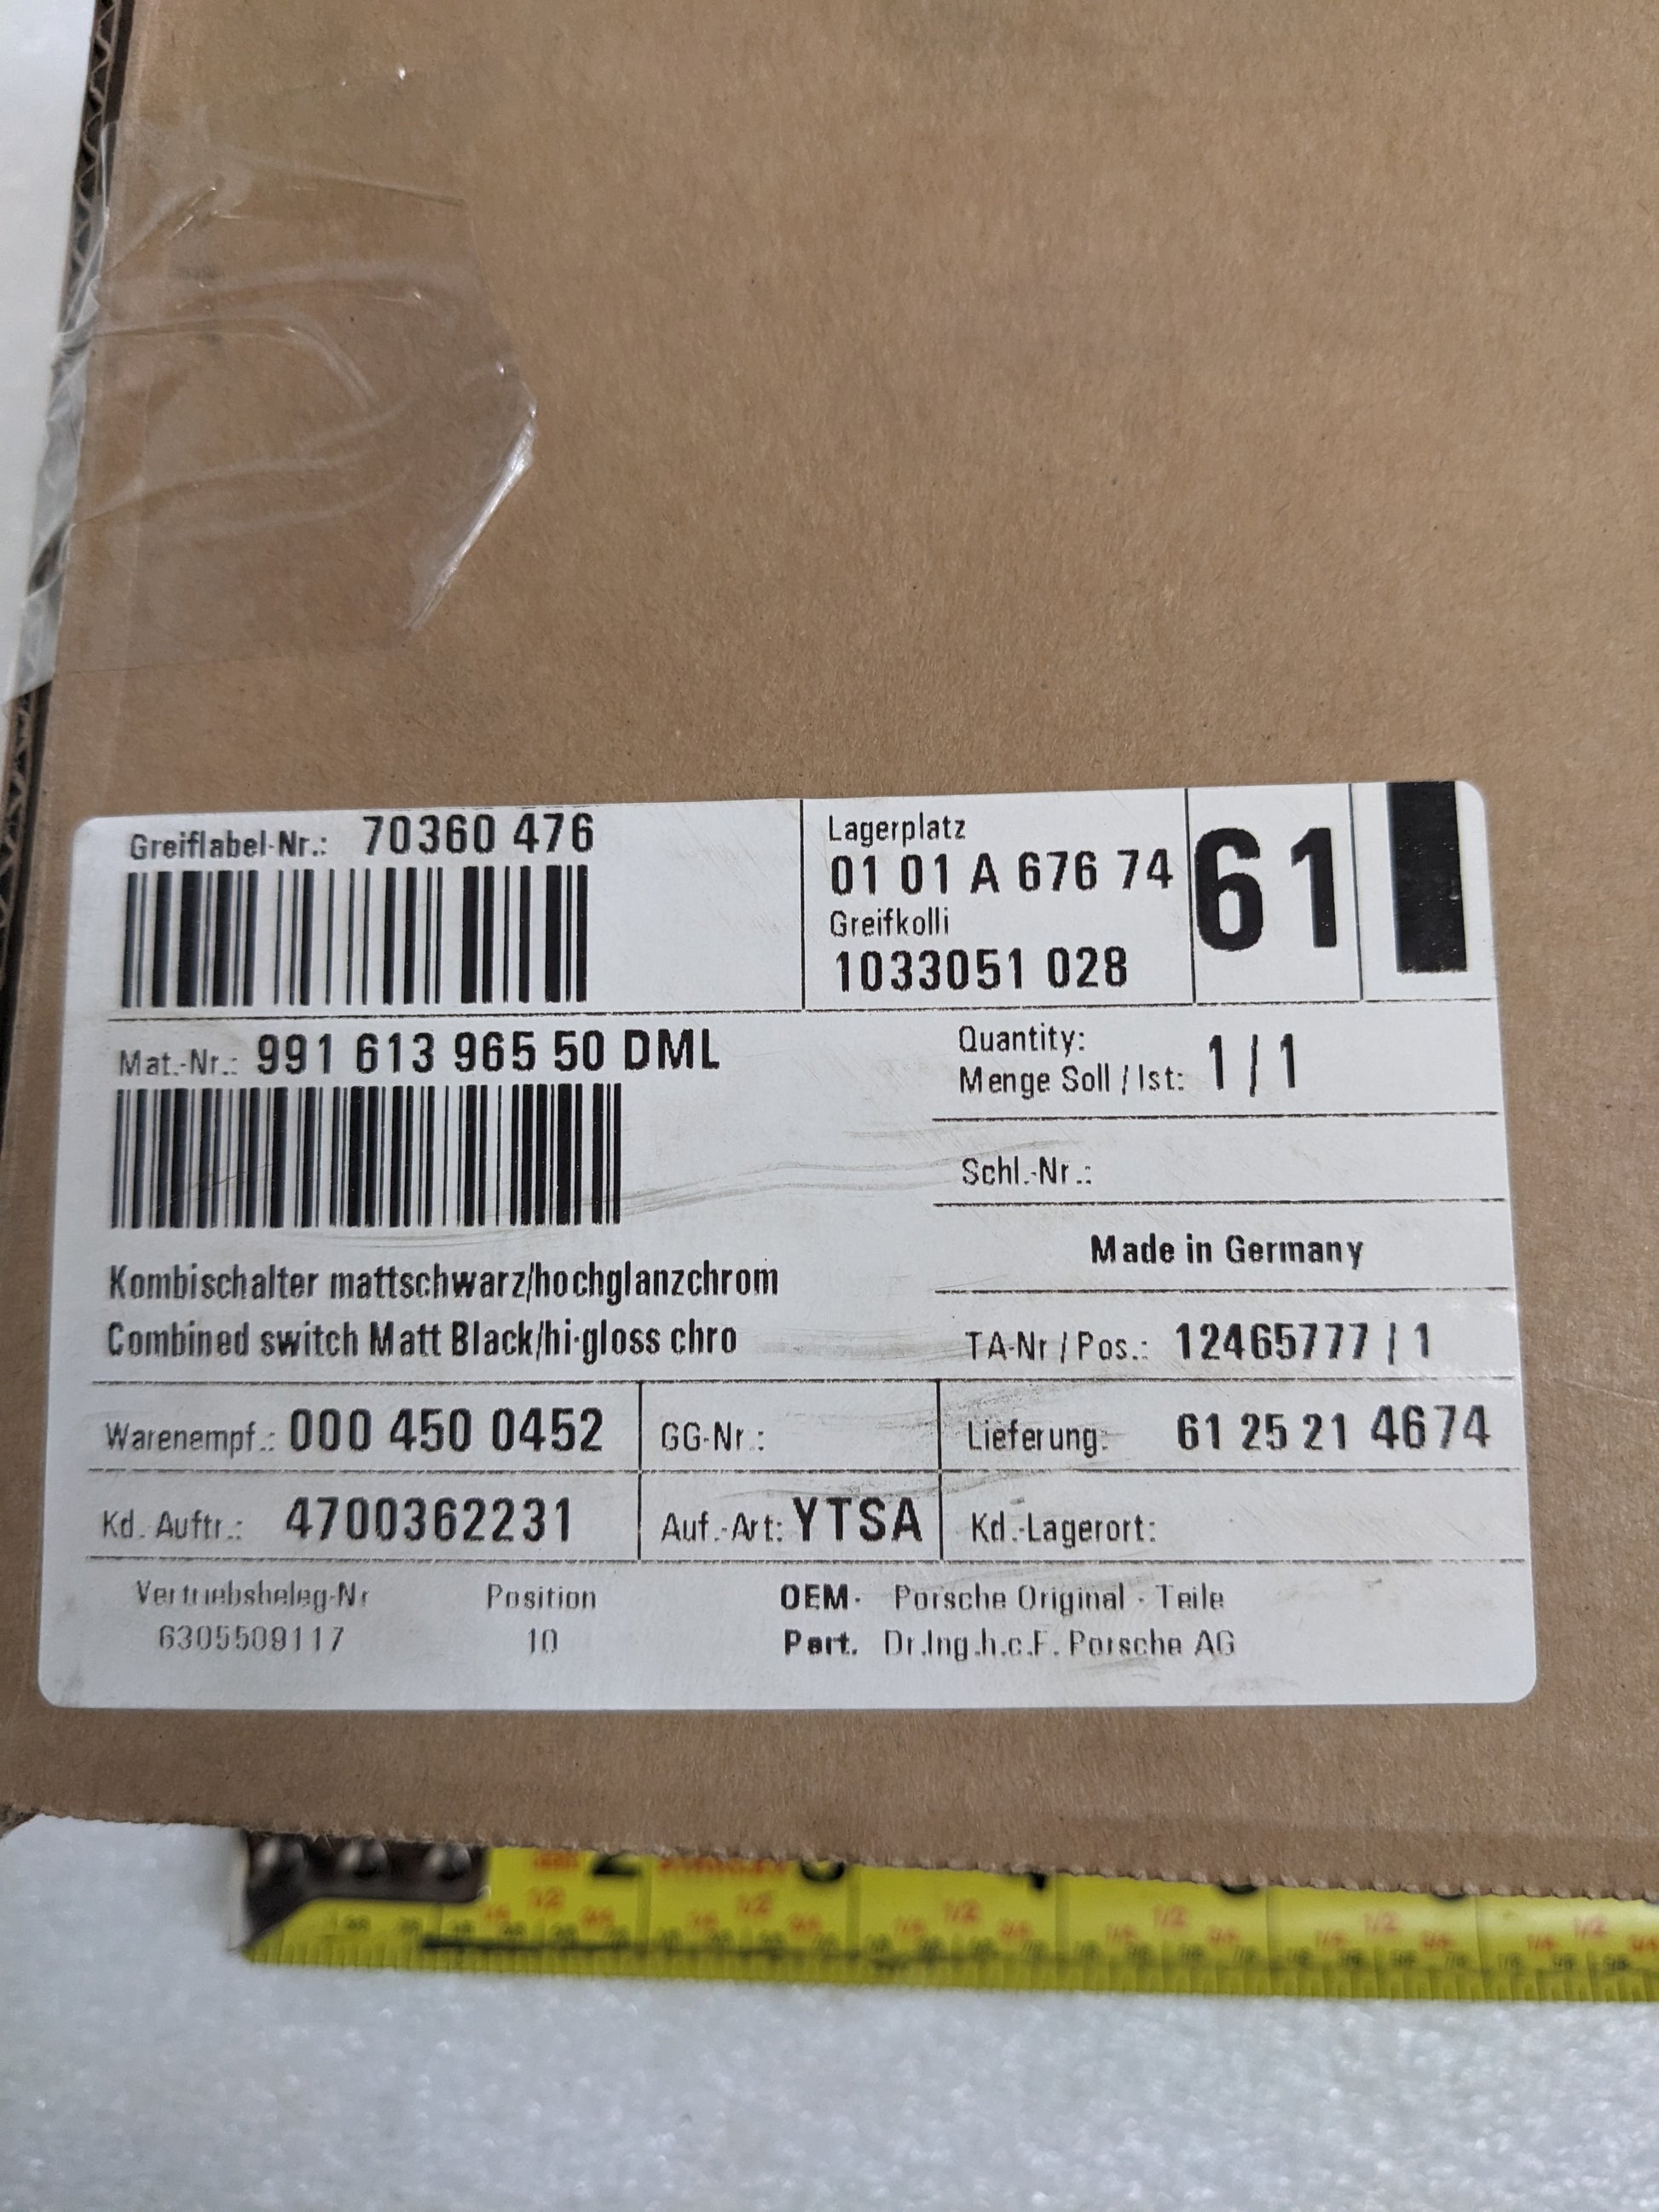 Greiflabel-Nr.: 70360 476
Lagerplatz
01 01 A 676 74
Greifkolli
1033051 028
61
Mat.-Nr.: 991 613 965 50 DML
Quantity:
Menge Soll / Ist: 1 / 1
Schl.-Nr.:
Made in Germany
Kombischalter mattschwarz/hochglanzchrom
Combined switch Matt Black/hi-gloss chro
TA-Nr / Pos.: 12465777 / 1
Warenempf.: 000 450 0452
GG-Nr.:
Lieferung: 61 25 21 4674
Kd. Auftr.: 4700362231
Auf.-Art: YTSA
Kd.-Lagerort:
Vertriebsbeleg-Nr Position
6305509117 10
OEM- Porsche Original - Teile
Part. Dr.Ing.h.c.F. Porsche AG